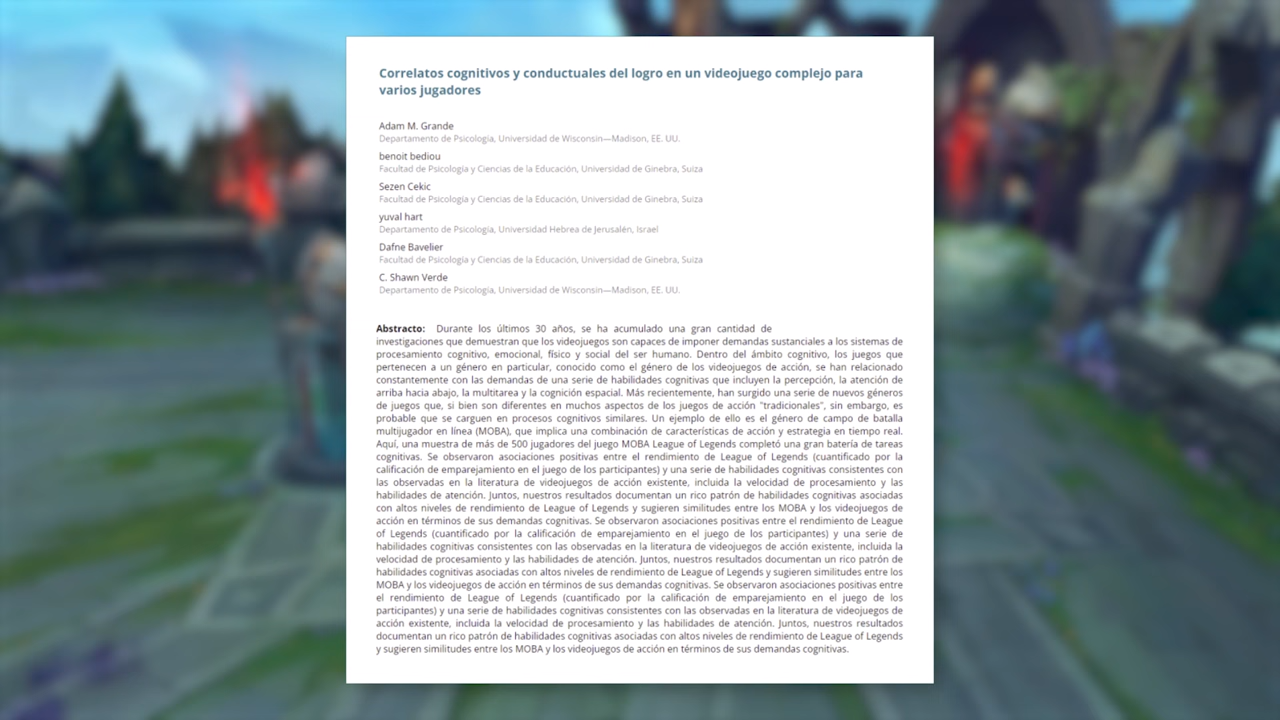 Correlatos cognitivos y conductuales del logro en un videojuego complejo para
varios jugadores
Adam M. Grande
Departamento de Psicología, Universidad de Wisconsin—Madison, EE. UU.
benoit bediou
Facultad de Psicología y Ciencias de la Educación, Universidad de Ginebra, Suiza
Sezen Cekic
Facultad de Psicología y Ciencias de la Educación, Universidad de Ginebra, Suiza
yuval hart
Departamento de Psicología, Universidad Hebrea de Jerusalén, Israel
Dafne Bavelier
Facultad de Psicología y Ciencias de la Educación, Universidad de Ginebra, Suiza
C. Shawn Verde
Departamento de Psicología, Universidad de Wisconsin—Madison, EE. UU.
Abstracto: Durante los últimos 30 años, se ha acumulado una gran cantidad de
investigaciones que demuestran que los videojuegos son capaces de imponer demandas sustanciales a los sistemas de
procesamiento cognitivo, emocional, físico y social del ser humano. Dentro del ámbito cognitivo, los juegos que
pertenecen a un género en particular, conocido como el género de los videojuegos de acción, se han relacionado
constantemente con las demandas de una serie de habilidades cognitivas que incluyen la percepción, la atención de
arriba hacia abajo, la multitarea y la cognición espacial. Más recientemente, han surgido una serie de nuevos géneros
de juegos que, si bien son diferentes en muchos aspectos de los juegos de acción "tradicionales", sin embargo, es
probable que se carguen en procesos cognitivos similares. Un ejemplo de ello es el género de campo de batalla
multijugador en línea (MOBA), que implica una combinación de características de acción y estrategia en tiempo real.
Aquí, una muestra de más de 500 jugadores del juego MOBA League of Legends completó una gran batería de tareas
cognitivas. Se observaron asociaciones positivas entre el rendimiento de League of Legends (cuantificado por la
calificación de emparejamiento en el juego de los participantes) y una serie de habilidades cognitivas consistentes con
las observadas en la literatura de videojuegos de acción existente, incluida la velocidad de procesamiento y las
habilidades de atención. Juntos, nuestros resultados documentan un rico patrón de habilidades cognitivas asociadas
con altos niveles de rendimiento de League of Legends y sugieren similitudes entre los MOBA y los videojuegos de
acción en términos de sus demandas cognitivas. Se observaron asociaciones positivas entre el rendimiento de League
of Legends (cuantificado por la calificación de emparejamiento en el juego de los participantes) y una serie de
habilidades cognitivas consistentes con las observadas en la literatura de videojuegos de acción existente, incluida la
velocidad de procesamiento y las habilidades de atención. Juntos, nuestros resultados documentan un rico patrón de
habilidades cognitivas asociadas con altos niveles de rendimiento de League of Legends y sugieren similitudes entre los
MOBA y los videojuegos de acción en términos de sus demandas cognitivas. Se observaron asociaciones positivas entre
el rendimiento de League of Legends (cuantificado por la calificación de emparejamiento en el juego de los
participantes) y una serie de habilidades cognitivas consistentes con las observadas en la literatura de videojuegos de
acción existente, incluida la velocidad de procesamiento y las habilidades de atención. Juntos, nuestros resultados
documentan un rico patrón de habilidades cognitivas asociadas con altos niveles de rendimiento de League of Legends
y sugieren similitudes entre los MOBA y los videojuegos de acción en términos de sus demandas cognitivas.